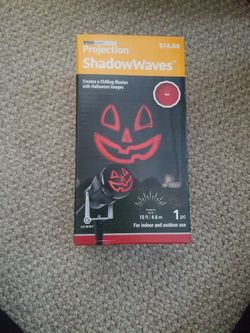 Projection
$14.88
ShadowWaves™
Creates a Chilling Illusion
with Halloween Images
15 ft / 4.6 m
1 pc
For indoor and outdoor use